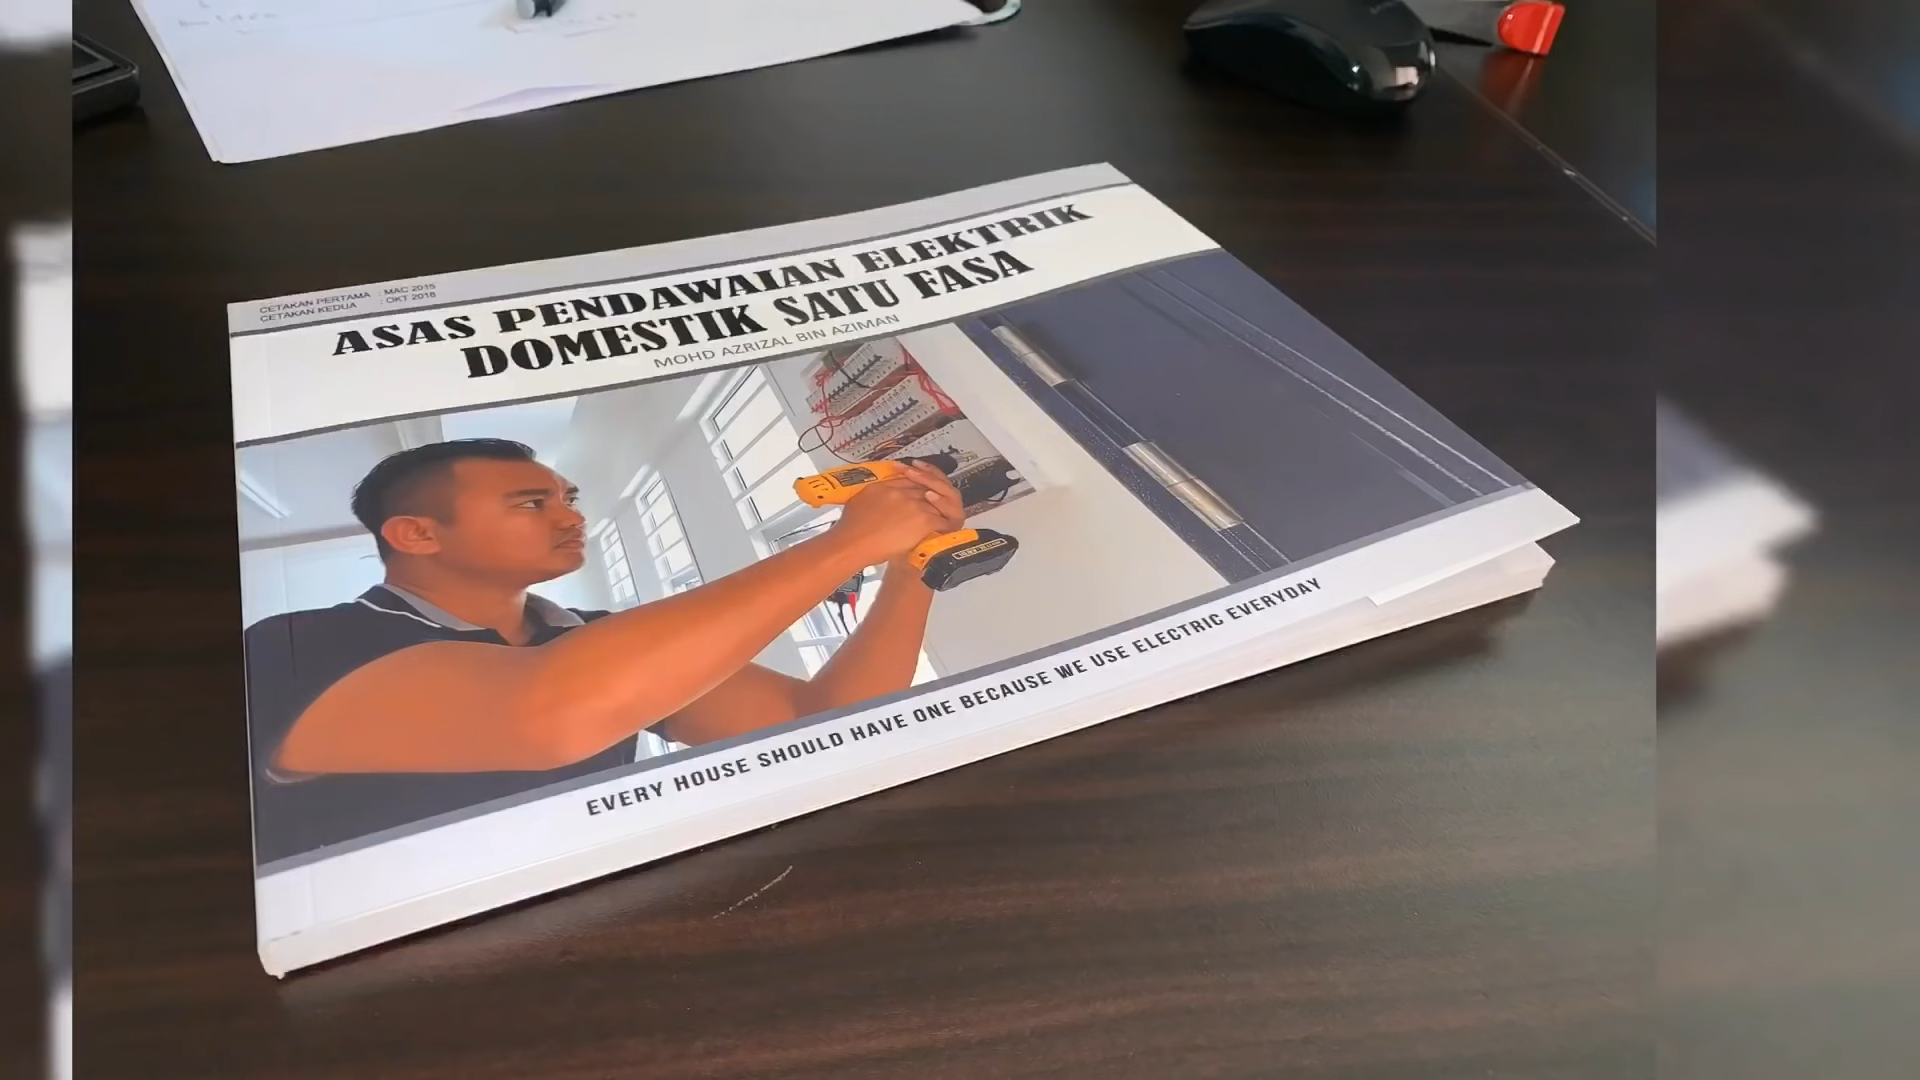 CETAKAN PERTAMA : MAC 2015
CETAKAN KEDUA : OKT 2018
ASAS PENDAWAIAN ELEKTRIK
DOMESTIK SATU FASA
MOHD AZRIZAL BIN AZIMAN
EVERY HOUSE SHOULD HAVE ONE BECAUSE WE USE ELECTRIC EVERYDAY